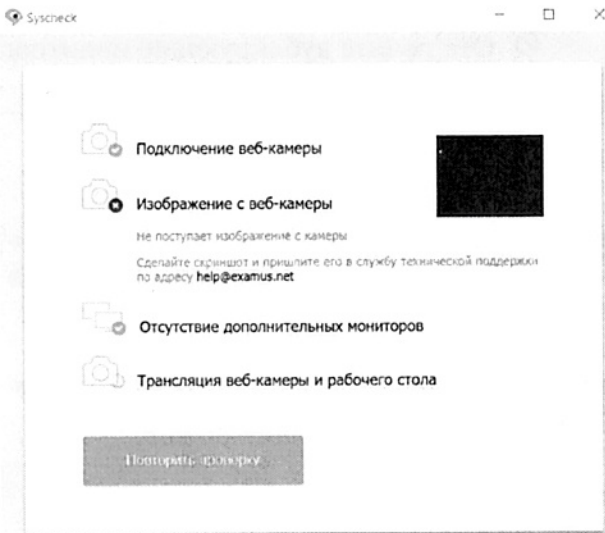 Syscheck
Подключение веб-камеры
Изображение с веб-камеры
Не поступает изображение с камеры
Сделайте скриншот и пришлите его в службу технической поддержки
по адресу help@examus.net
Отсутствие дополнительных мониторов
Трансляция веб-камеры и рабочего стола
Повторить проверку